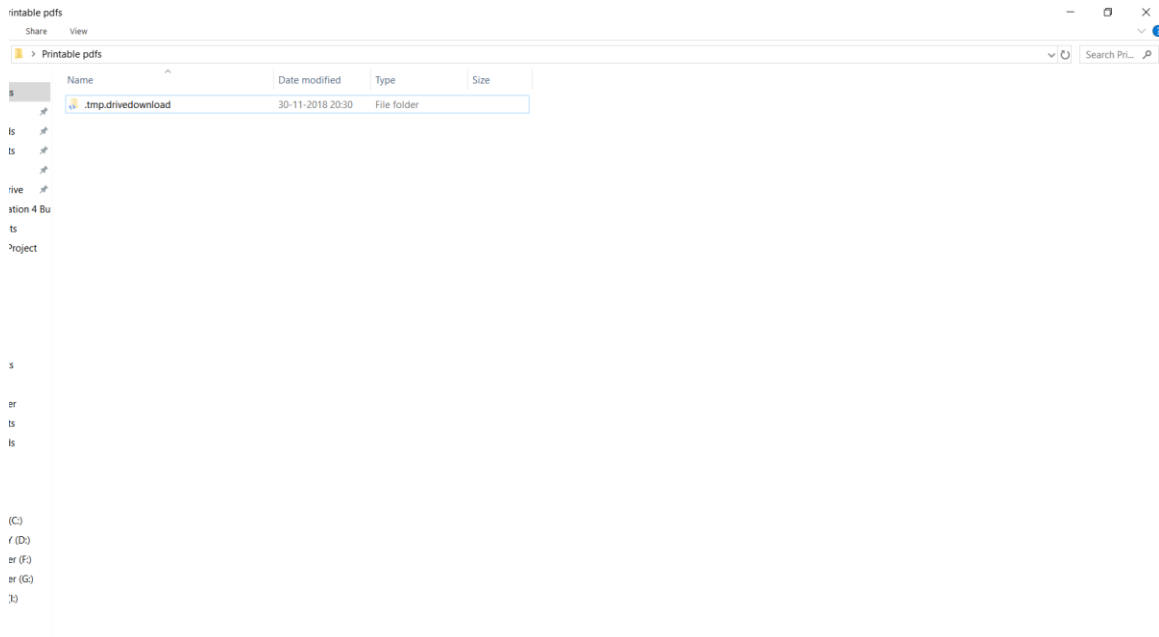 rintable pdfs
Share View
> Printable pdfs
Search Pri...
Name Date modified Type Size
s
.tmp.drivedownload 30-11-2018 20:30 File folder
ls
ts
rive
ation 4 Bu
ts
Project
s
er
ts
ls
(C:)
Y (D:)
er (F:)
er (G:)
(I:)